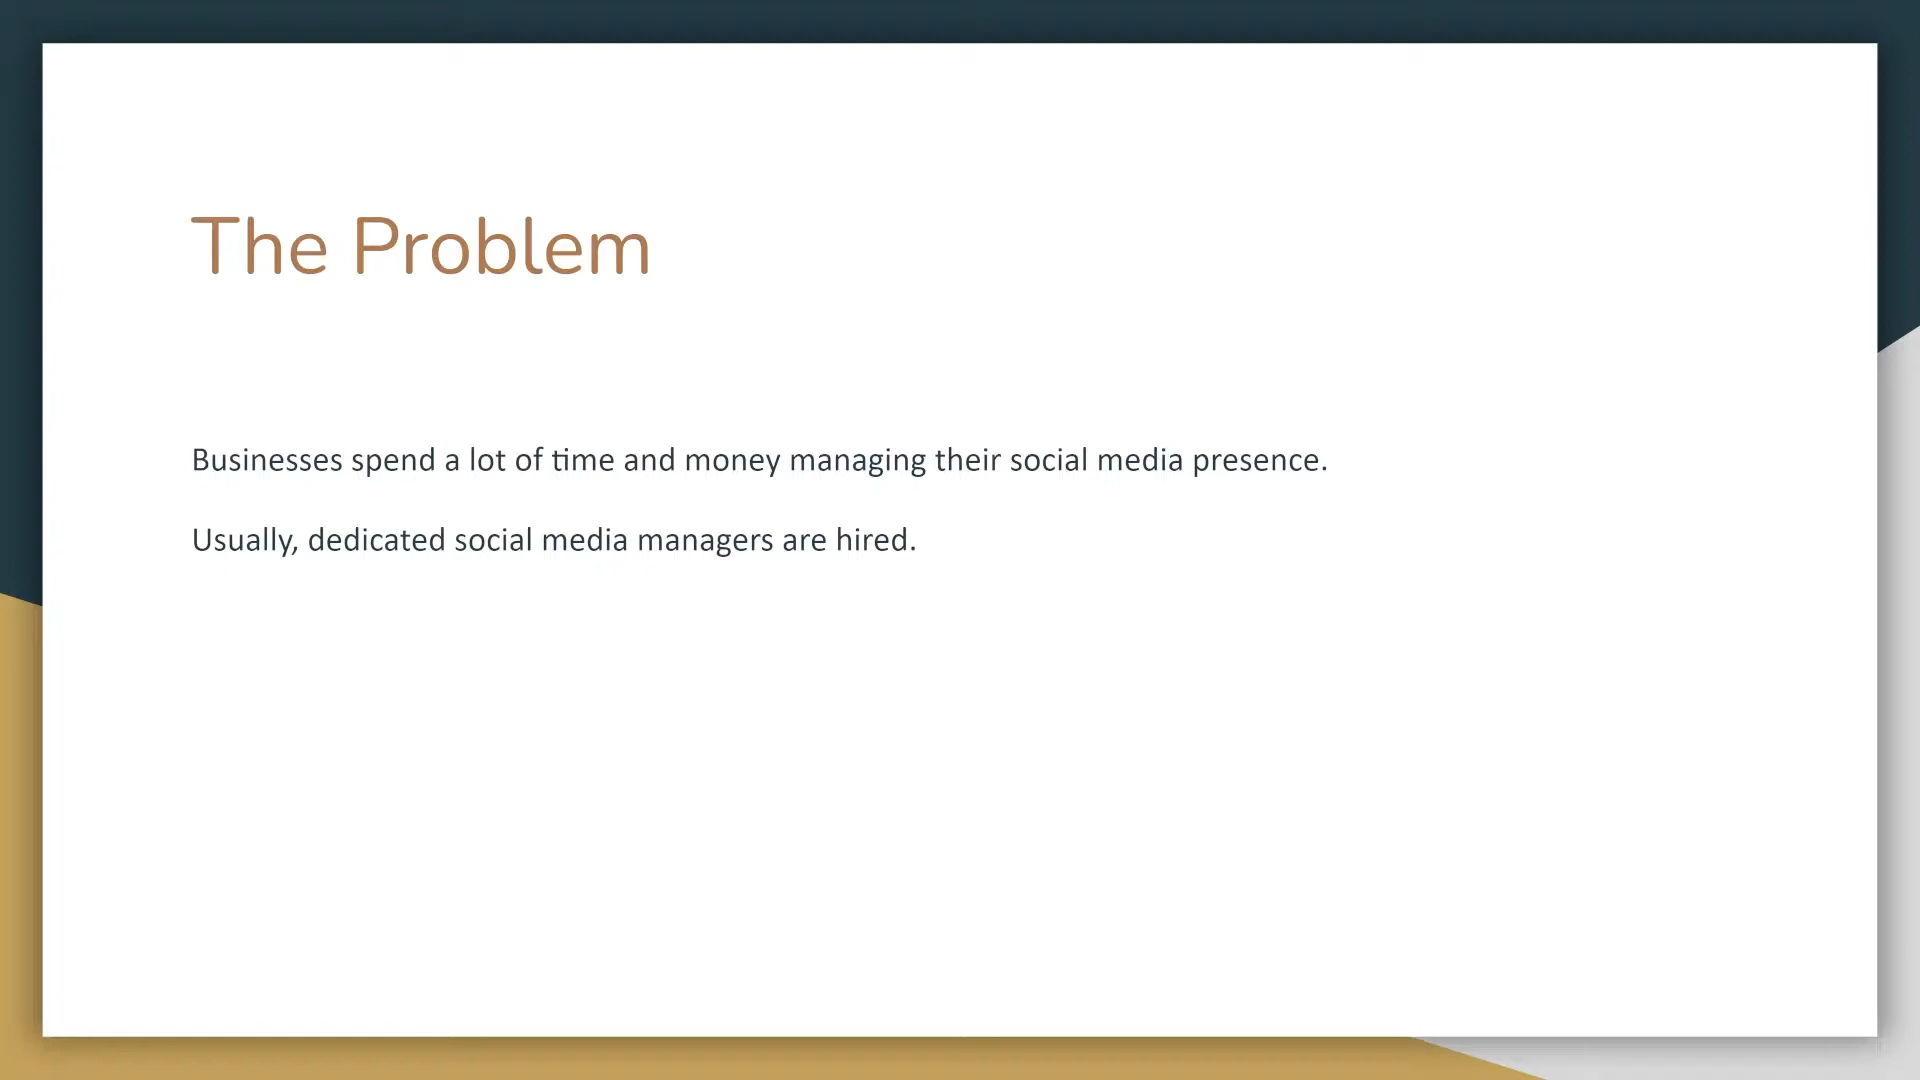 The Problem
Businesses spend a lot of time and money managing their social media presence.
Usually, dedicated social media managers are hired.